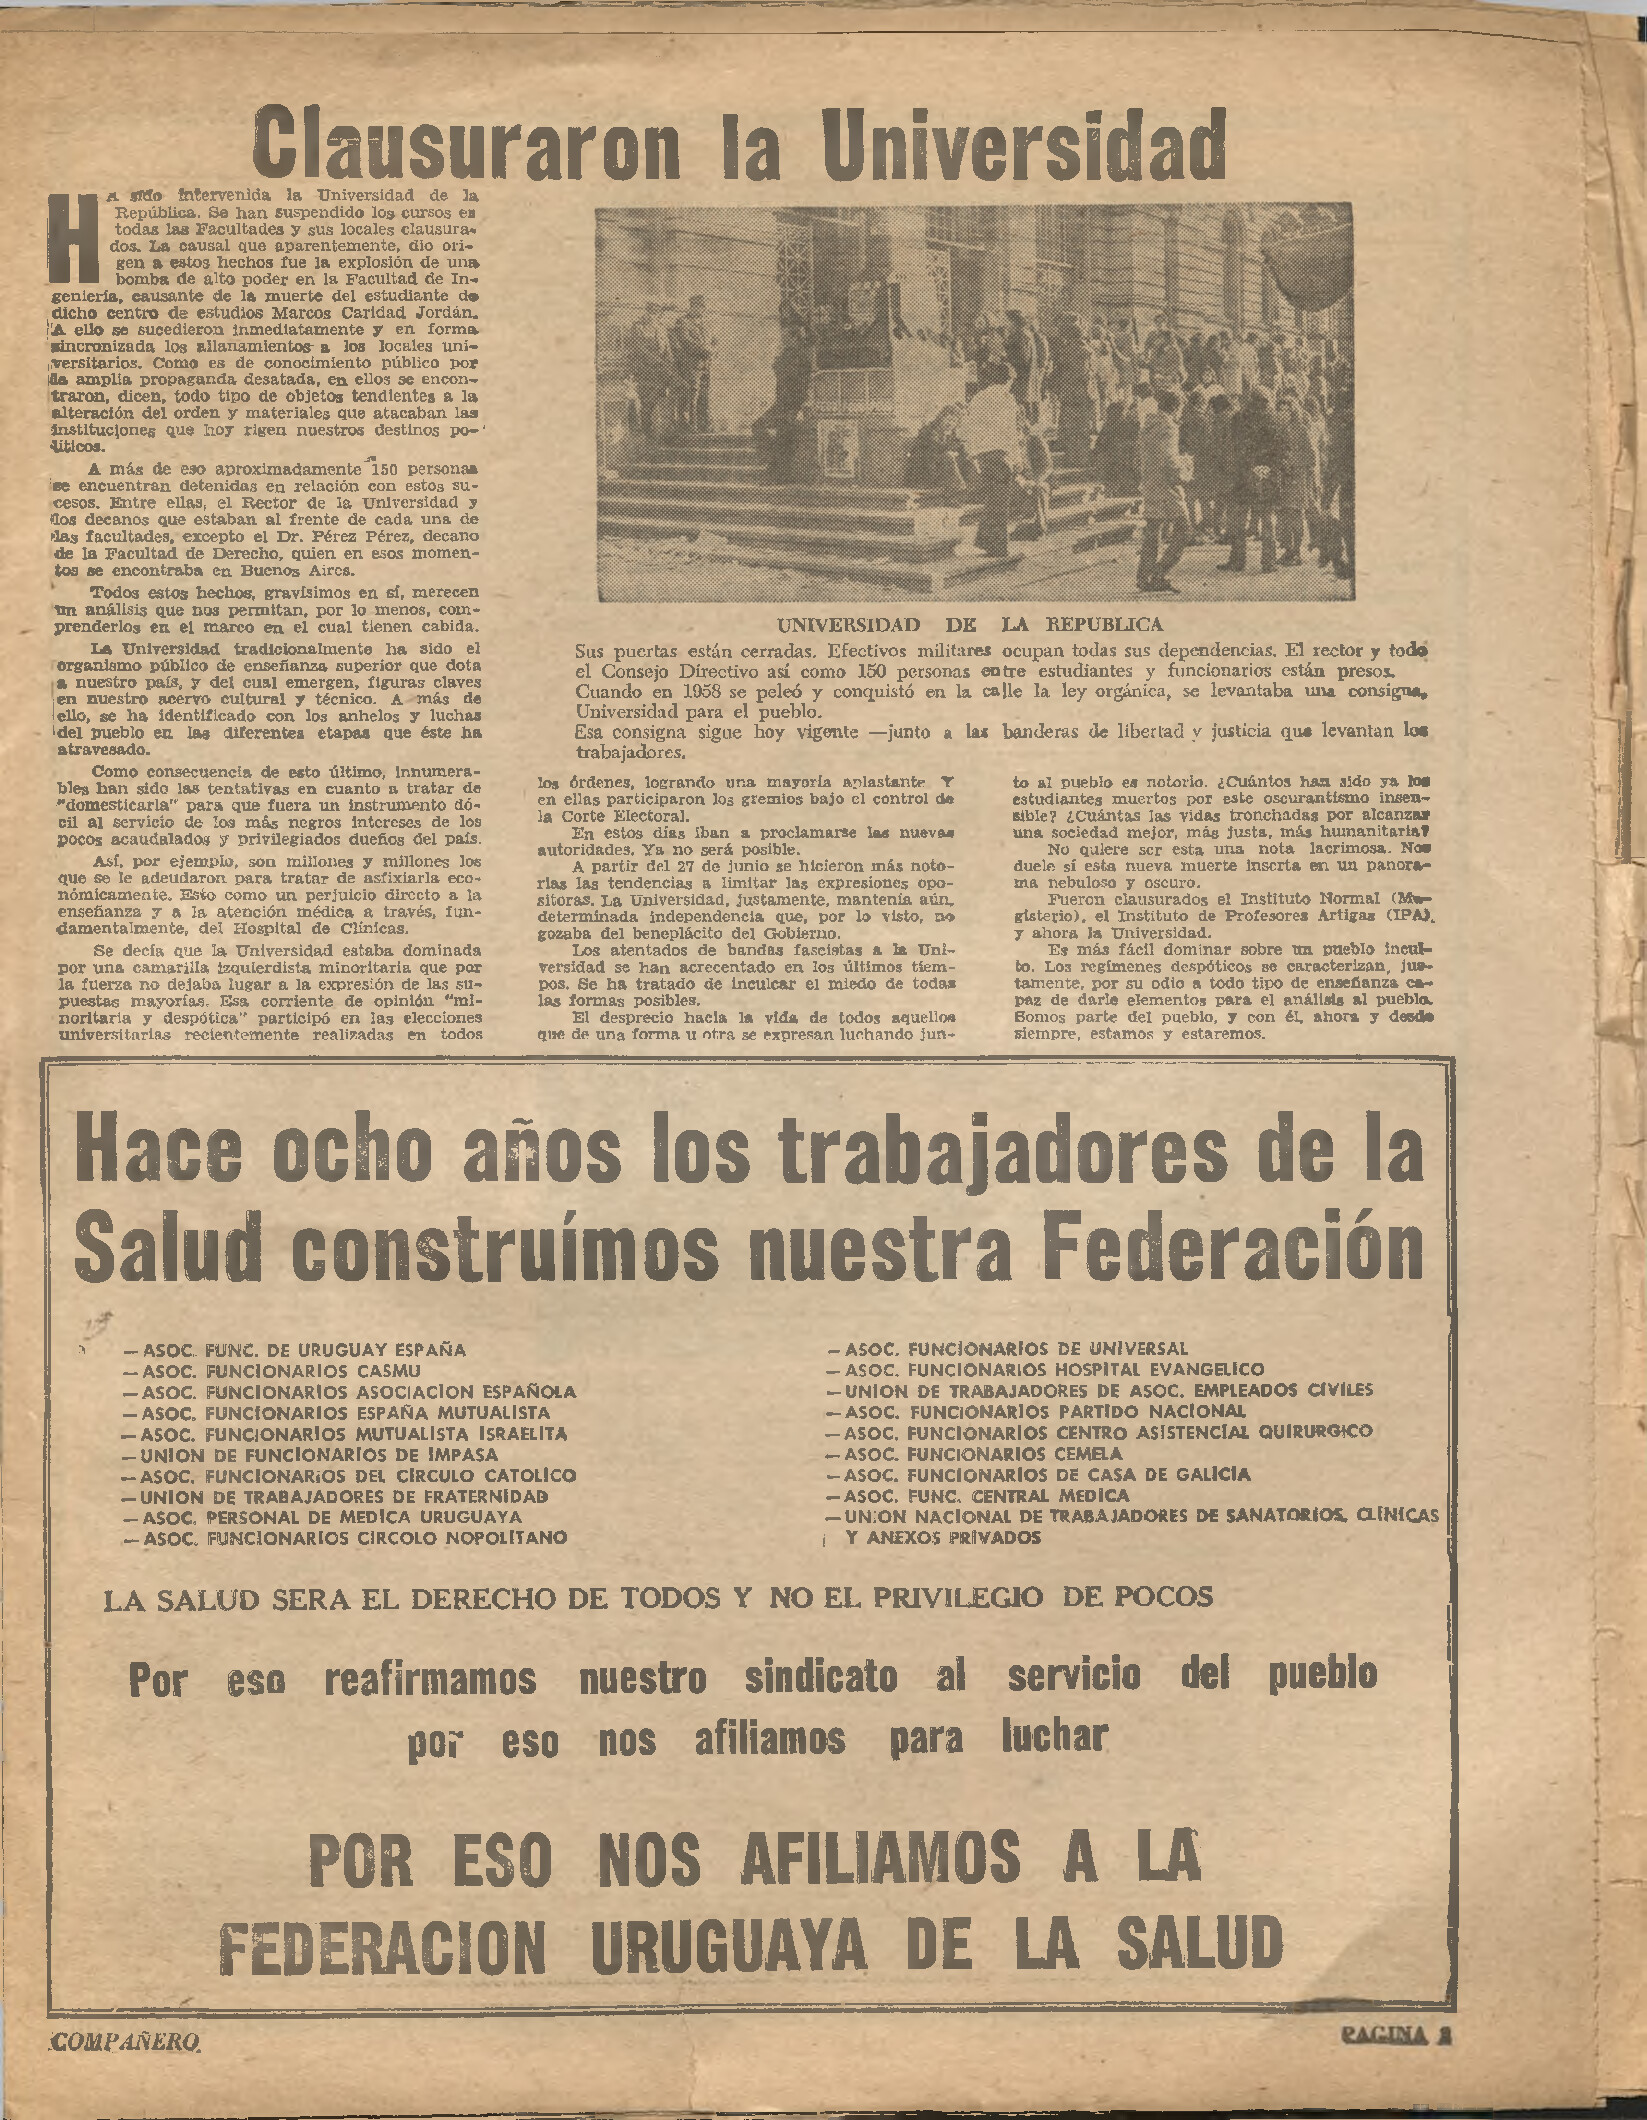 Clausuraron la Universidad
HA sido intervenida la Universidad de la
República. Se han suspendido los cursos en
todas las Facultades y sus locales clausura-
dos. La causal que aparentemente, dio ori-
gen a estos hechos fue la explosión de una
bomba de alto poder en la Facultad de In-
geniería, causante de la muerte del estudiante de
dicho centro de estudios Marcos Caridad Jordán.
A ello se sucedieron inmediatamente y en forma
sincronizada los allanamientos a los locales uni-
versitarios. Como es de conocimiento público por
la amplia propaganda desatada, en ellos se encon-
traron, dicen, todo tipo de objetos tendientes a la
alteración del orden y materiales que atacaban las
instituciones que hoy rigen nuestros destinos po-
líticos.
A más de eso aproximadamente 150 personas
se encuentran detenidas en relación con estos su-
cesos. Entre ellas, el Rector de la Universidad y
los decanos que estaban al frente de cada una de
las facultades, excepto el Dr. Pérez Pérez, decano
de la Facultad de Derecho, quien en esos momen-
tos se encontraba en Buenos Aires.
Todos estos hechos, gravísimos en sí, merecen
un análisis que nos permitan, por lo menos, com-
prenderlos en el marco en el cual tienen cabida.
La Universidad tradicionalmente ha sido el
organismo público de enseñanza superior que dota
a nuestro país, y del cual emergen, figuras claves
en nuestro acervo cultural y técnico. A más de
ello, se ha identificado con los anhelos y luchas
del pueblo en las diferentes etapas que éste ha
atravesado.
Como consecuencia de esto último, innumera-
bles han sido las tentativas en cuanto a tratar de
"domesticarla" para que fuera un instrumento dó-
cil al servicio de los más negros intereses de los
pocos acaudalados y privilegiados dueños del país.
Así, por ejemplo, son millones y millones los
que se le adeudaron para tratar de asfixiarla eco-
nómicamente. Esto como un perjuicio directo a la
enseñanza y a la atención médica a través, fun-
damentalmente, del Hospital de Clínicas.
Se decía que la Universidad estaba dominada
por una camarilla izquierdista minoritaria que por
la fuerza no dejaba lugar a la expresión de las su-
puestas mayorías. Esa corriente de opinión "mi-
noritaria y despótica" participó en las elecciones
universitarias recientemente realizadas en todos
UNIVERSIDAD DE LA REPUBLICA
Sus puertas están cerradas. Efectivos militares ocupan todas sus dependencias. El rector y todo
el Consejo Directivo así como 150 personas entre estudiantes y funcionarios están presos.
Cuando en 1958 se peleó y conquistó en la calle la ley orgánica, se levantaba una consigna,
Universidad para el pueblo.
Esa consigna sigue hoy vigente —junto a las banderas de libertad y justicia que levantan los
trabajadores.
los órdenes, logrando una mayoría aplastante. Y
en ellas participaron los gremios bajo el control de
la Corte Electoral.
En estos días iban a proclamarse las nuevas
autoridades. Ya no será posible.
A partir del 27 de junio se hicieron más noto-
rias las tendencias a limitar las expresiones opo-
sitoras. La Universidad, justamente, mantenía aún,
determinada independencia que, por lo visto, no
gozaba del beneplácito del Gobierno.
Los atentados de bandas fascistas a la Uni-
versidad se han acrecentado en los últimos tiem-
pos. Se ha tratado de inculcar el miedo de todas
las formas posibles.
El desprecio hacia la vida de todos aquellos
que de una forma u otra se expresan luchando jun-
to al pueblo es notorio. ¿Cuántos han sido ya los
estudiantes muertos por este oscurantismo insen-
sible? ¿Cuántas las vidas tronchadas por alcanzar
una sociedad mejor, más justa, más humanitaria?
No quiere ser esta una nota lacrimosa. Nos
duele sí esta nueva muerte inserta en un panora-
ma nebuloso y oscuro.
Fueron clausurados el Instituto Normal (Ma-
gisterio), el Instituto de Profesores Artigas (IPA),
y ahora la Universidad.
Es más fácil dominar sobre un pueblo incul-
to. Los regímenes despóticos se caracterizan, jus-
tamente, por su odio a todo tipo de enseñanza ca-
paz de darle elementos para el análisis al pueblo.
Somos parte del pueblo, y con él, ahora y desde
siempre, estamos y estaremos.
Hace ocho años los trabajadores de la
Salud construímos nuestra Federación
—ASOC. FUNC. DE URUGUAY ESPAÑA
—ASOC. FUNCIONARIOS CASMU
—ASOC. FUNCIONARIOS ASOCIACION ESPAÑOLA
—ASOC. FUNCIONARIOS ESPAÑA MUTUALISTA
—ASOC. FUNCIONARIOS MUTUALISTA ISRAELITA
—UNION DE FUNCIONARIOS DE IMPASA
—ASOC. FUNCIONARIOS DEL CIRCULO CATOLICO
—UNION DE TRABAJADORES DE FRATERNIDAD
—ASOC. PERSONAL DE MEDICA URUGUAYA
—ASOC. FUNCIONARIOS CIRCOLO NOPOLITANO
—ASOC. FUNCIONARIOS DE UNIVERSAL
—ASOC. FUNCIONARIOS HOSPITAL EVANGELICO
—UNION DE TRABAJADORES DE ASOC. EMPLEADOS CIVILES
—ASOC. FUNCIONARIOS PARTIDO NACIONAL
—ASOC. FUNCIONARIOS CENTRO ASISTENCIAL QUIRURGICO
—ASOC. FUNCIONARIOS CEMELA
—ASOC. FUNCIONARIOS DE CASA DE GALICIA
—ASOC. FUNC. CENTRAL MEDICA
—UNION NACIONAL DE TRABAJADORES DE SANATORIOS, CLINICAS
Y ANEXOS PRIVADOS
LA SALUD SERA EL DERECHO DE TODOS Y NO EL PRIVILEGIO DE POCOS
Por eso reafirmamos nuestro sindicato al servicio del pueblo
por eso nos afiliamos para luchar
POR ESO NOS AFILIAMOS A LA
FEDERACION URUGUAYA DE LA SALUD
COMPAÑERO.
PAGINA